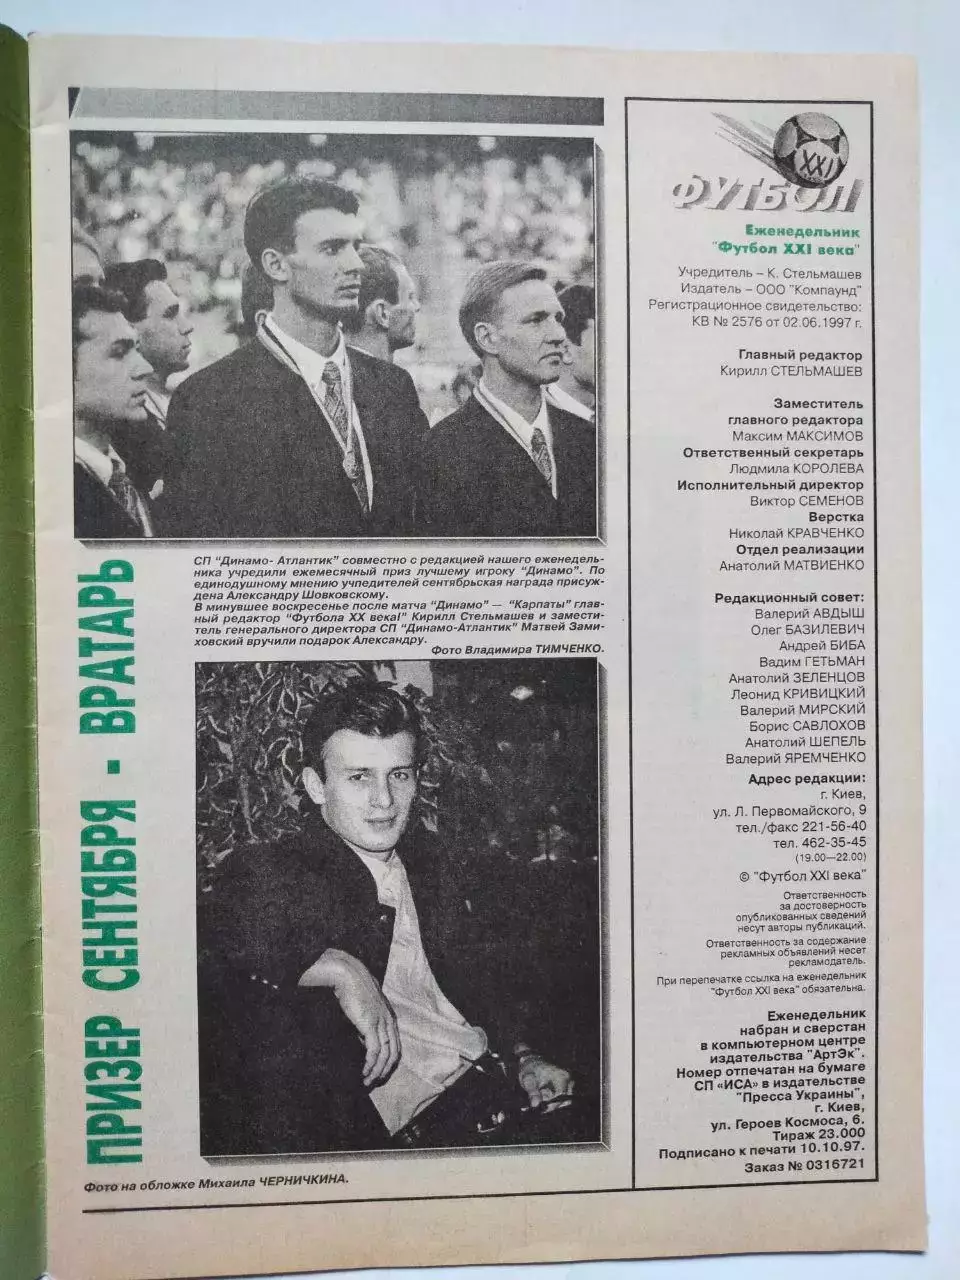 ПРИЗЕР СЕНТЯБРЯ - ВРАТАРЬ
СП "Динамо- Атлантик" совместно с редакцией нашего еженедель-
ника учредили ежемесячный приз лучшему игроку "Динамо". По
единодушному мнению учпедителей сентябрьская награда присуж-
дена Александру Шовковскому.
В минувшее воскресенье после матча "Динамо" — "Карпаты" глав-
ный редактор "Футбола XX века!" Кирилл Стельмашев и замести-
тель генерального директора СП "Динамо-Атлантик" Матвей Зами-
ховский вручили подарок Александру.
Фото Владимира ТИМЧЕНКО.
Фото на обложке Михаила ЧЕРНИЧКИНА.
XXI
ФУТБОЛ
Еженедельник
"Футбол XXI века"
Учредитель – К. Стельмашев
Издатель – ООО "Компаунд"
Регистрационное свидетельство:
КВ № 2576 от 02.06.1997 г.
Главный редактор
Кирилл СТЕЛЬМАШЕВ
Заместитель
главного редактора
Максим МАКСИМОВ
Ответственный секретарь
Людмила КОРОЛЕВА
Исполнительный директор
Виктор СЕМЕНОВ
Верстка
Николай КРАВЧЕНКО
Отдел реализации
Анатолий МАТВИЕНКО
Редакционный совет:
Валерий АВДЫШ
Олег БАЗИЛЕВИЧ
Андрей БИБА
Вадим ГЕТЬМАН
Анатолий ЗЕЛЕНЦОВ
Леонид КРИВИЦКИЙ
Валерий МИРСКИЙ
Борис САВЛОХОВ
Анатолий ШЕПЕЛЬ
Валерий ЯРЕМЧЕНКО
Адрес редакции:
г. Киев,
ул. Л. Первомайского, 9
тел./факс 221-56-40
тел. 462-35-45
(19.00—22.00)
© "Футбол XXI века"
Ответственность
за достоверность
опубликованных сведений
несут авторы публикаций.
Ответственность за содержание
рекламных объявлений несет
рекламодатель.
При перепечатке ссылка на еженедельник
"Футбол XXI века" обязательна.
Еженедельник
набран и сверстан
в компьютерном центре
издательства "АртЭк".
Номер отпечатан на бумаге
СП «ИСА» в издательстве
"Пресса Украины",
г. Киев,
ул. Героев Космоса, 6.
Тираж 23.000
Подписано к печати 10.10.97.
Заказ № 0316721